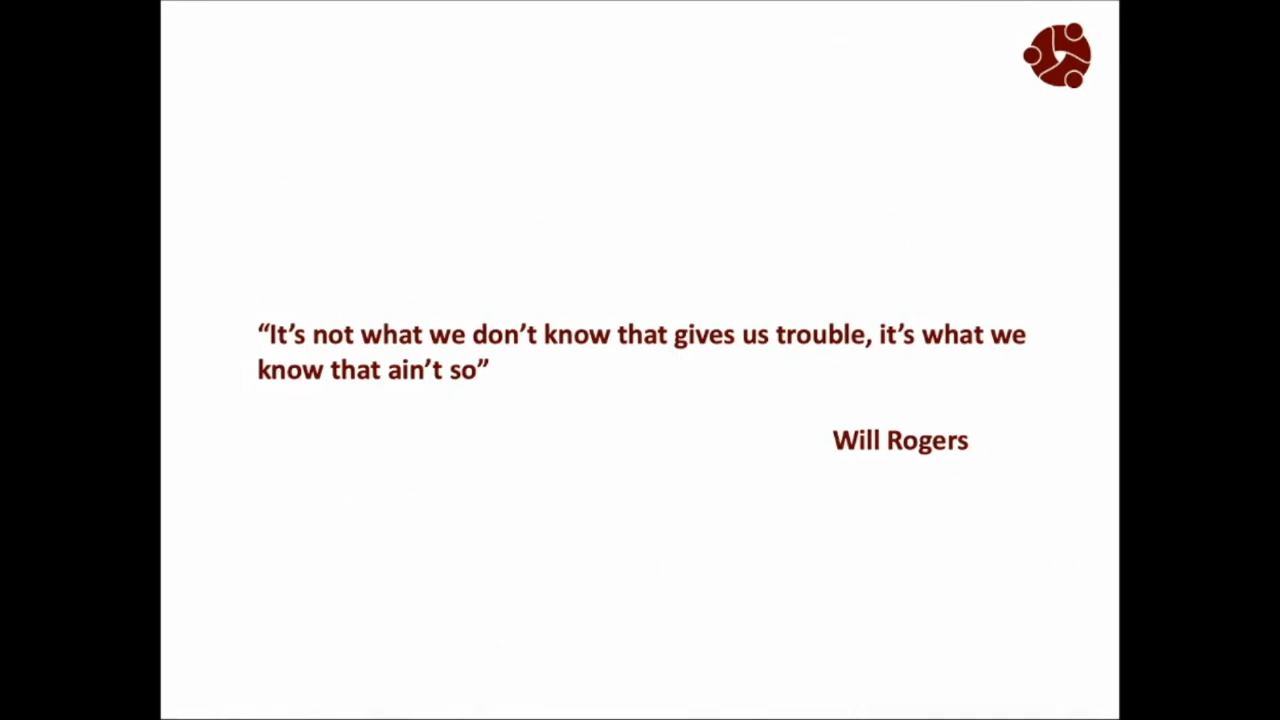 “It’s not what we don’t know that gives us trouble, it’s what we
know that ain’t so”
Will Rogers